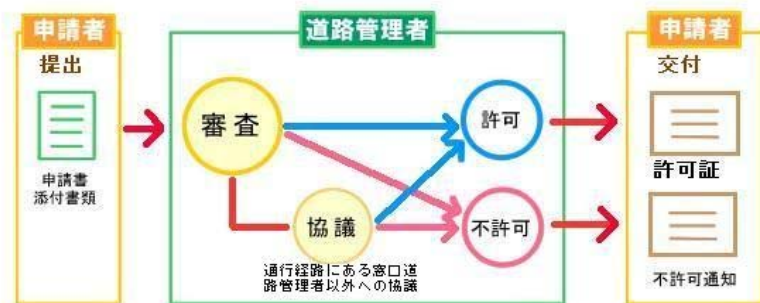 申請者
提出
申請書
添付書類
道路管理者
審査
協議
通行経路にある窓口道
路管理者以外への協議
許可
不許可
申請者
交付
許可証
不許可通知